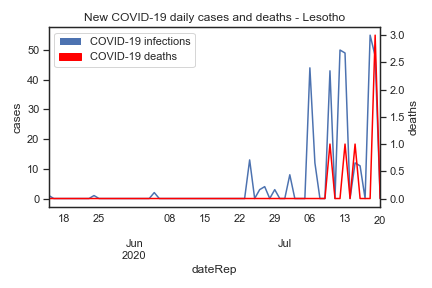 New COVID-19 daily cases and deaths - Lesotho
COVID-19 infections
COVID-19 deaths
cases
50
40
30
20
10
0
deaths
3.0
2.5
2.0
1.5
1.0
0.5
0.0
18 25 08 15 22 29 06 13 20
Jun Jul
2020
dateRep